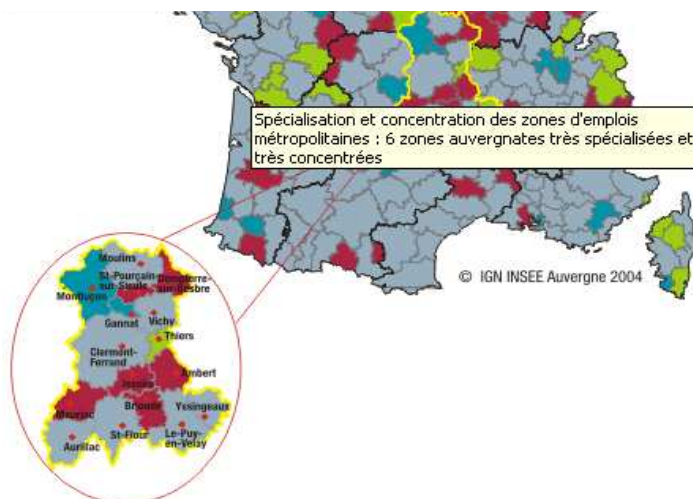 Spécialisation et concentration des zones d'emplois
métropolitaines : 6 zones auvergnates très spécialisées et
très concentrées
© IGN INSEE Auvergne 2004
Moulins
St-Pourçain-
sur-Sioule
Dompierre-
sur-Besbre
Montluçon
Gannat
Vichy
Thiers
Clermont-
Ferrand
Ambert
Issoire
Mauriac
Brioude
Yssingeaux
St-Flour
Le-Puy-
en-Velay
Aurillac